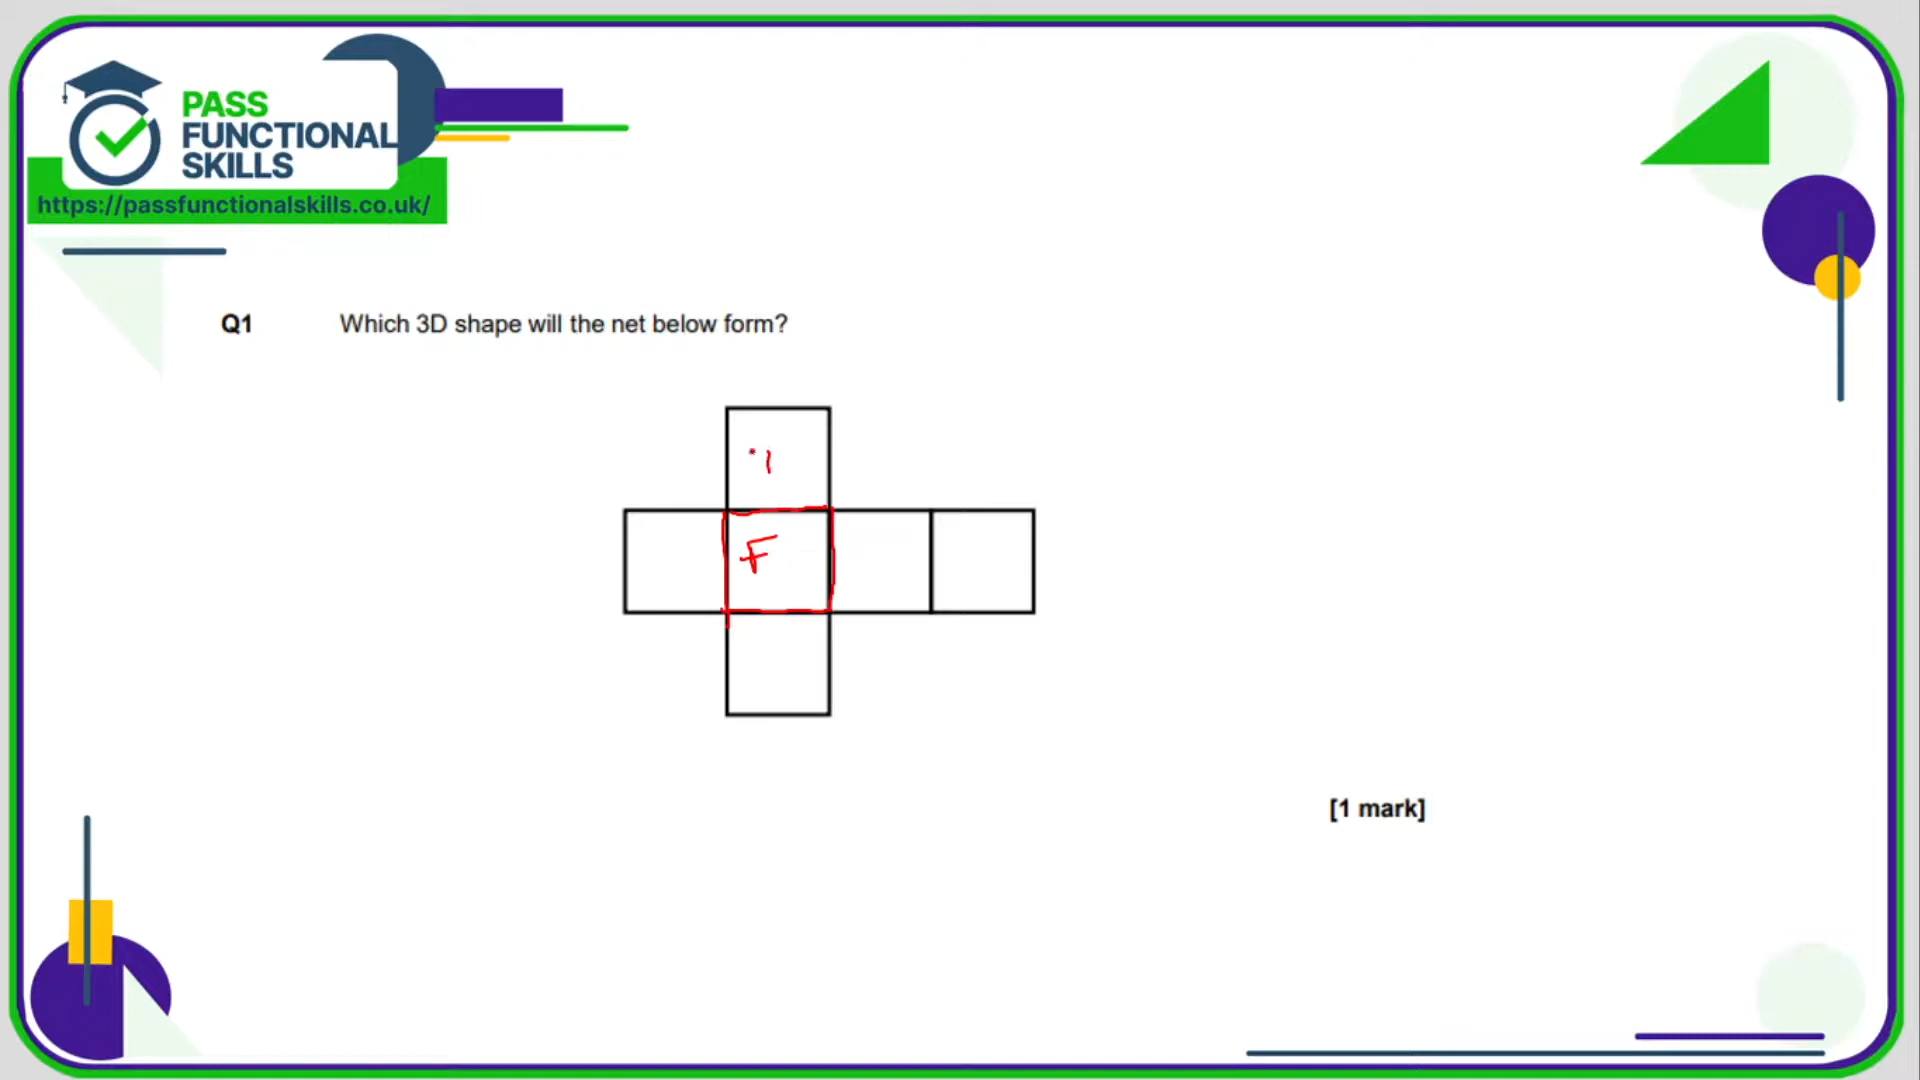 PASS
FUNCTIONAL
SKILLS
https://passfunctionalskills.co.uk/
Q1 Which 3D shape will the net below form?
F
[1 mark]